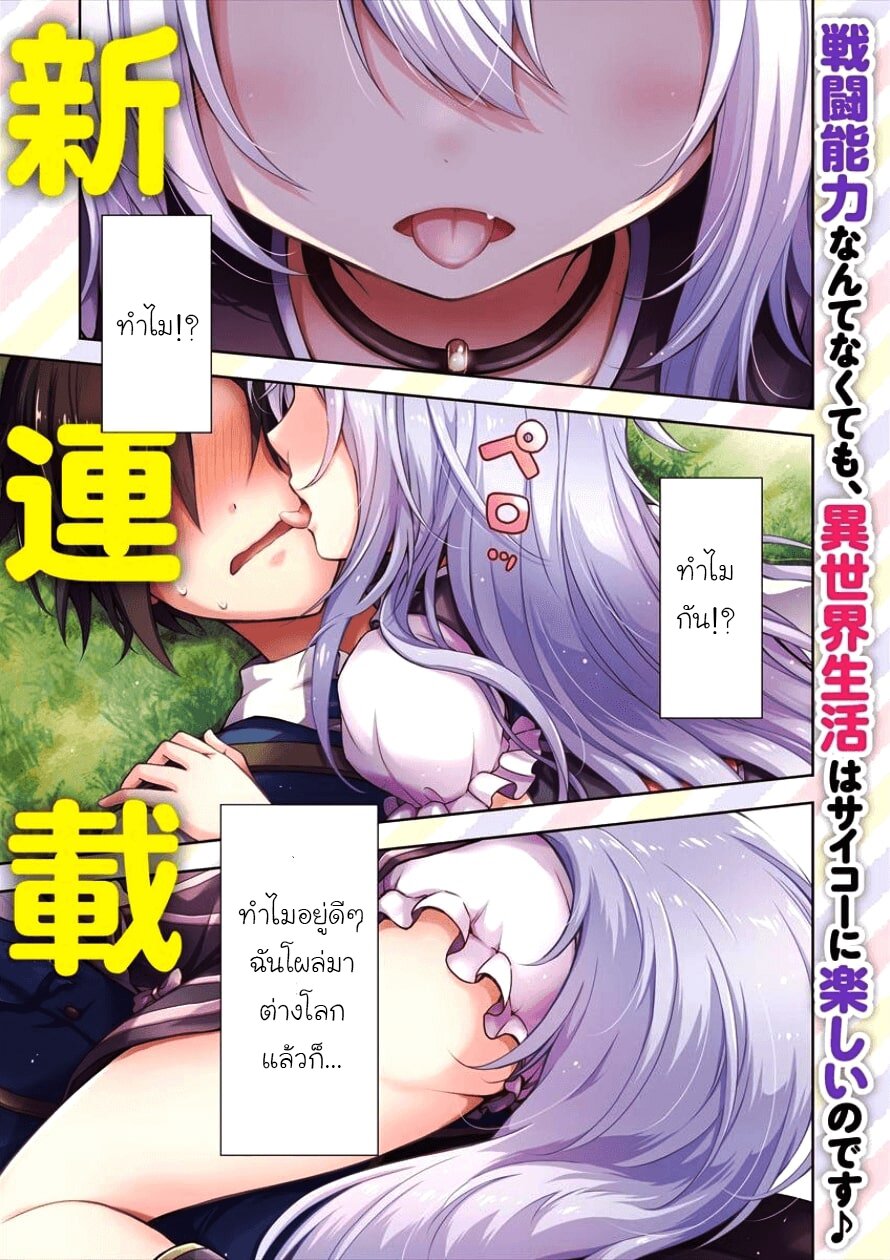 戦闘能力なんてなくても、異世界生活はサイコーに楽しいのです♪
新連載
ทำไม!?
ペロッ
ทำไม
กัน!?
ทำไมอยู่ดีๆ
ฉันโผล่มา
ต่างโลก
แล้วก็...